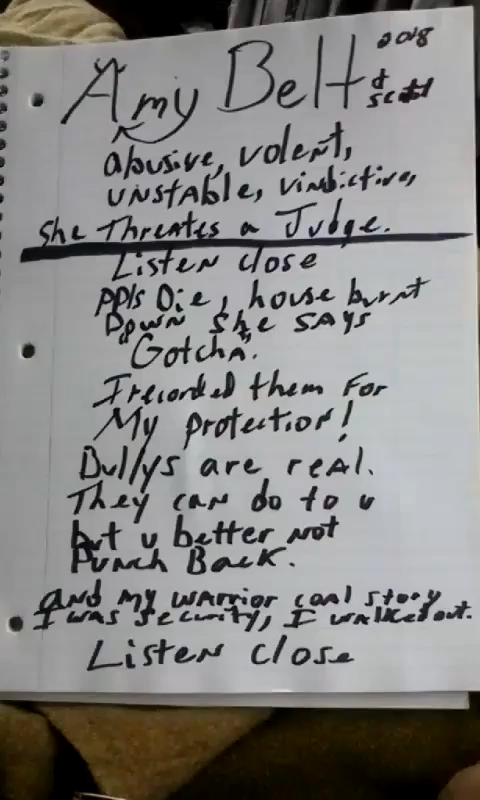 2018
Amy Belt
&
abusive, volent,
unstable, vindictive,
She Threates a Judge.
Listen close
ppls Die, house burnt
Down she says
"Gotcha".
I recorded them For
My protection!
Bullys are real.
They can do to u
but u better not
Punch Back.
and my warrior coal story
I was security, I walked out.
Listen close